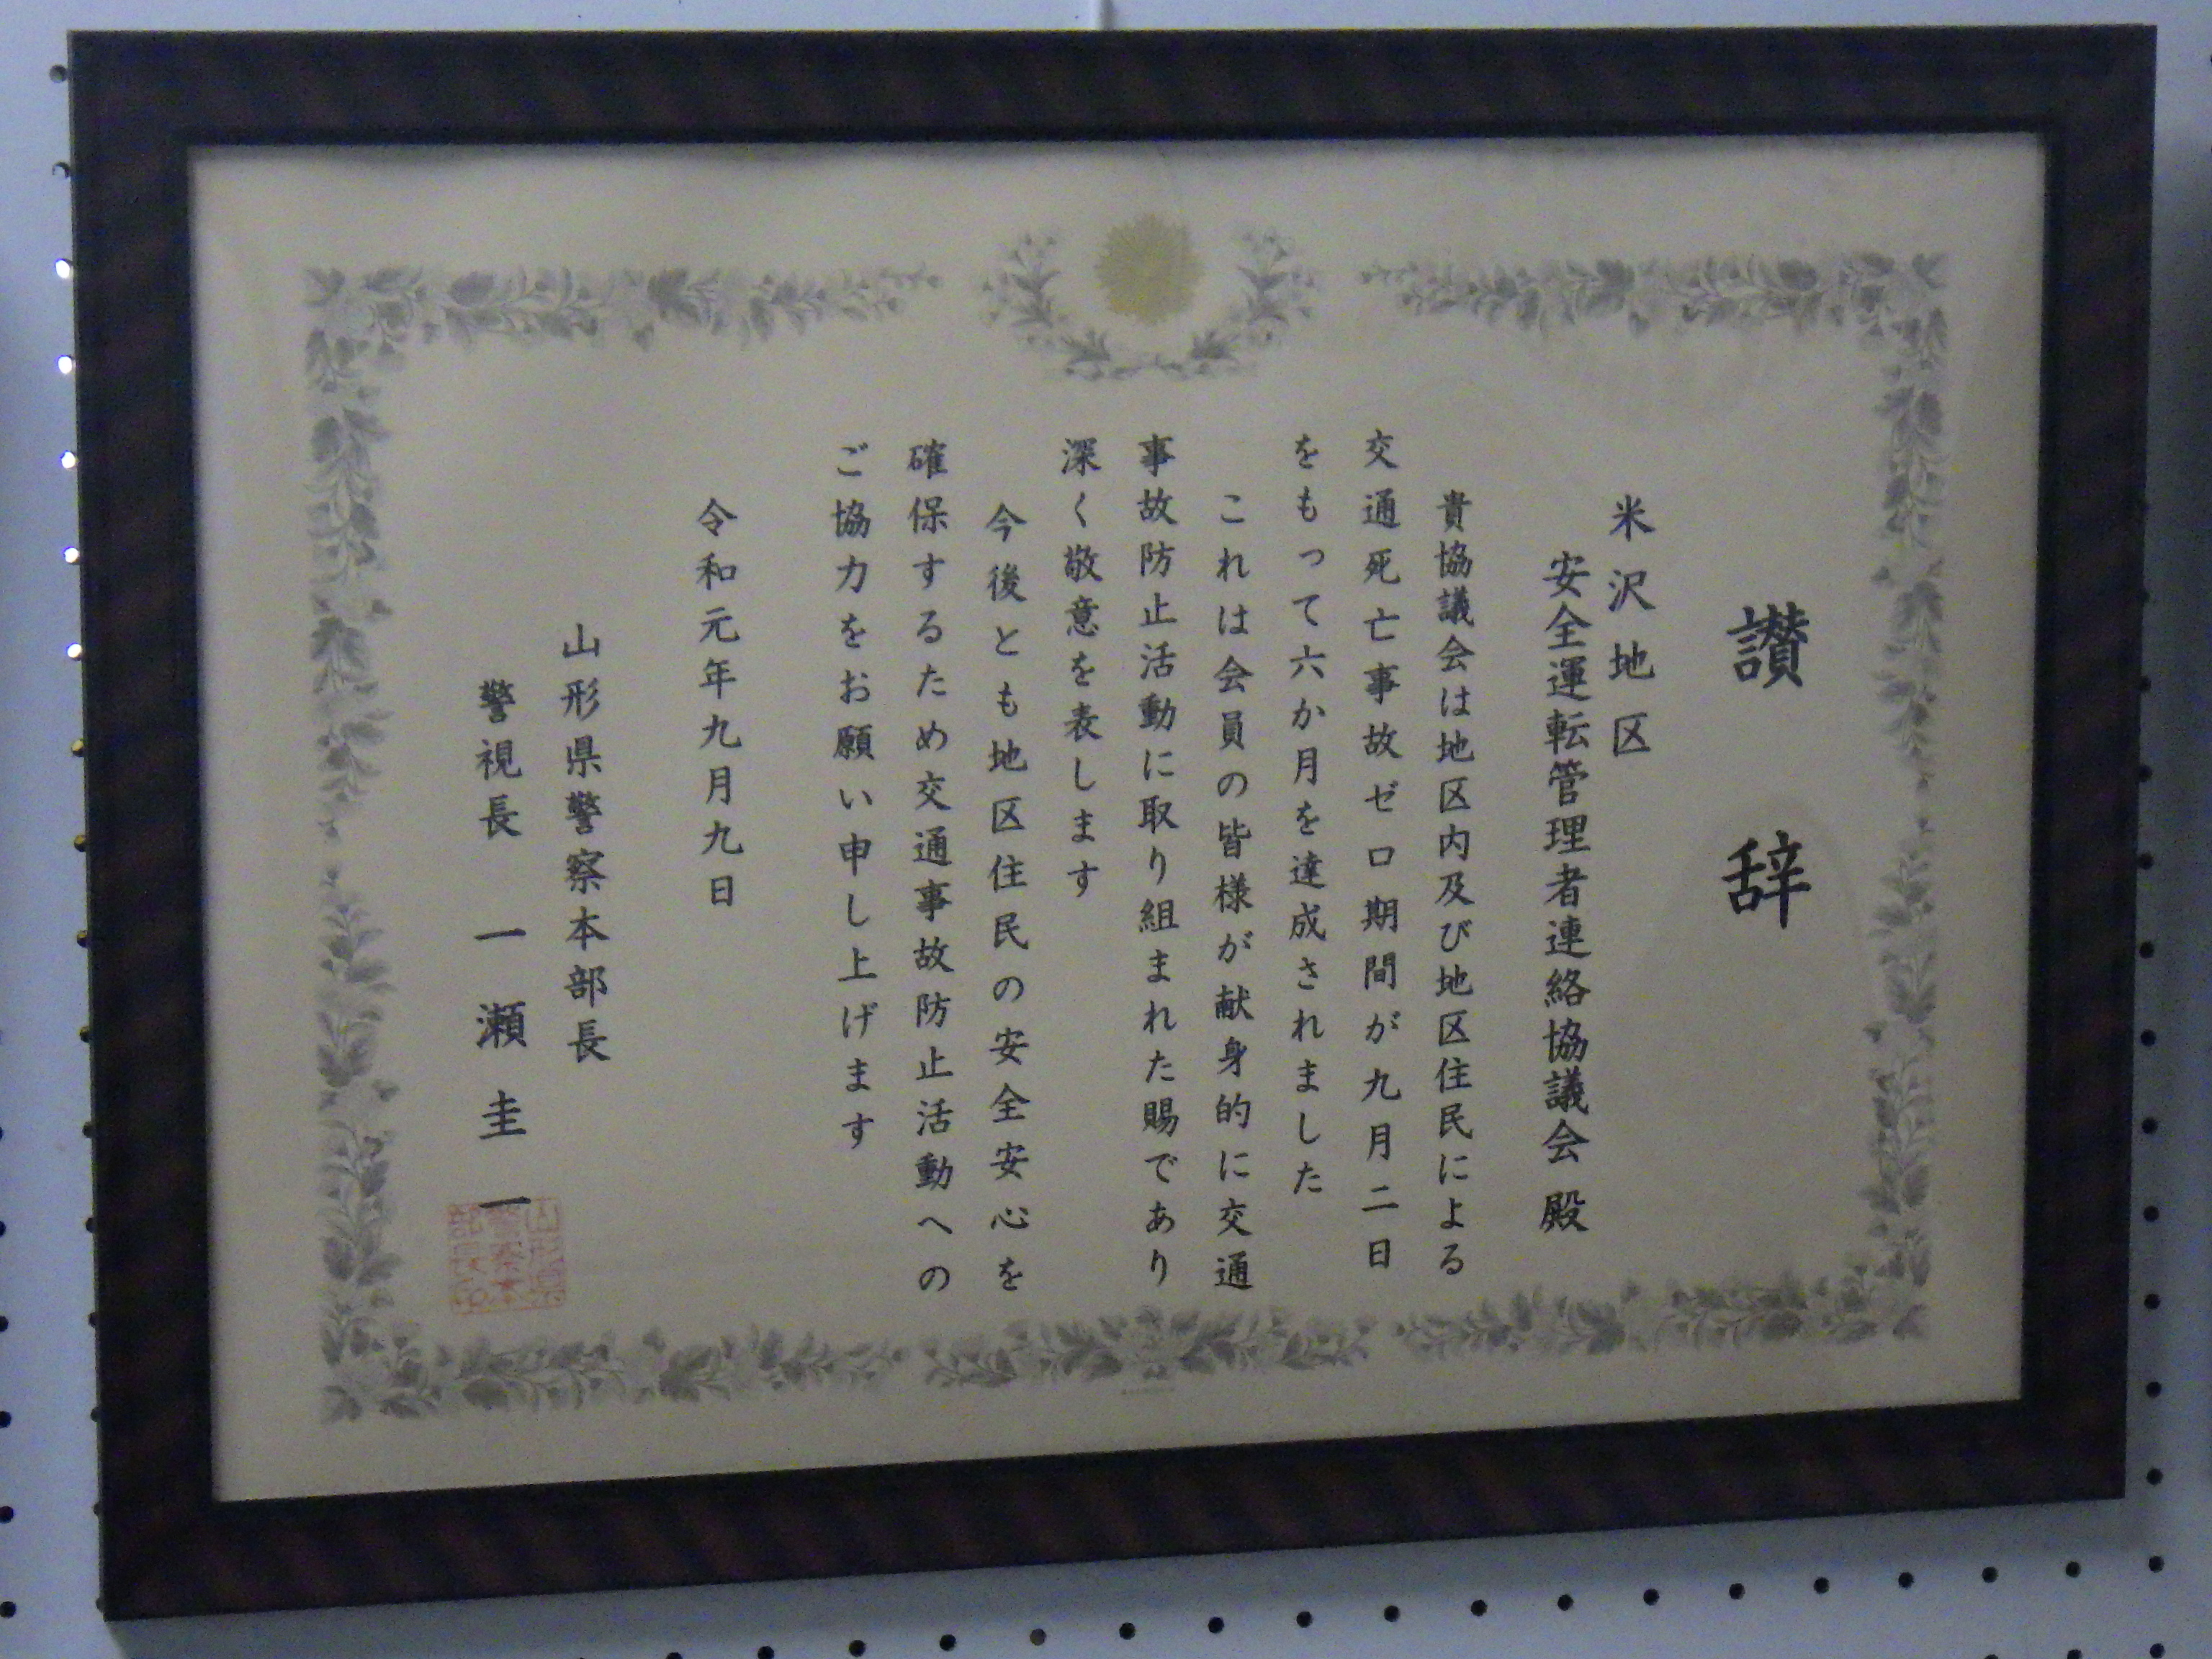 讃辞
米沢地区
安全運転管理者連絡協議会 殿
貴協議会は地区内及び地区住民による
交通死亡事故ゼロ期間が九月二日
をもって六か月を達成されました
これは会員の皆様が献身的に交通
事故防止活動に取り組まれた賜であり
深く敬意を表します
今後とも地区住民の安全安心を
確保するため交通事故防止活動への
ご協力をお願い申し上げます
令和元年九月九日
山形県警察本部長
警視長 一瀬圭一
山形県
警察本
部長印